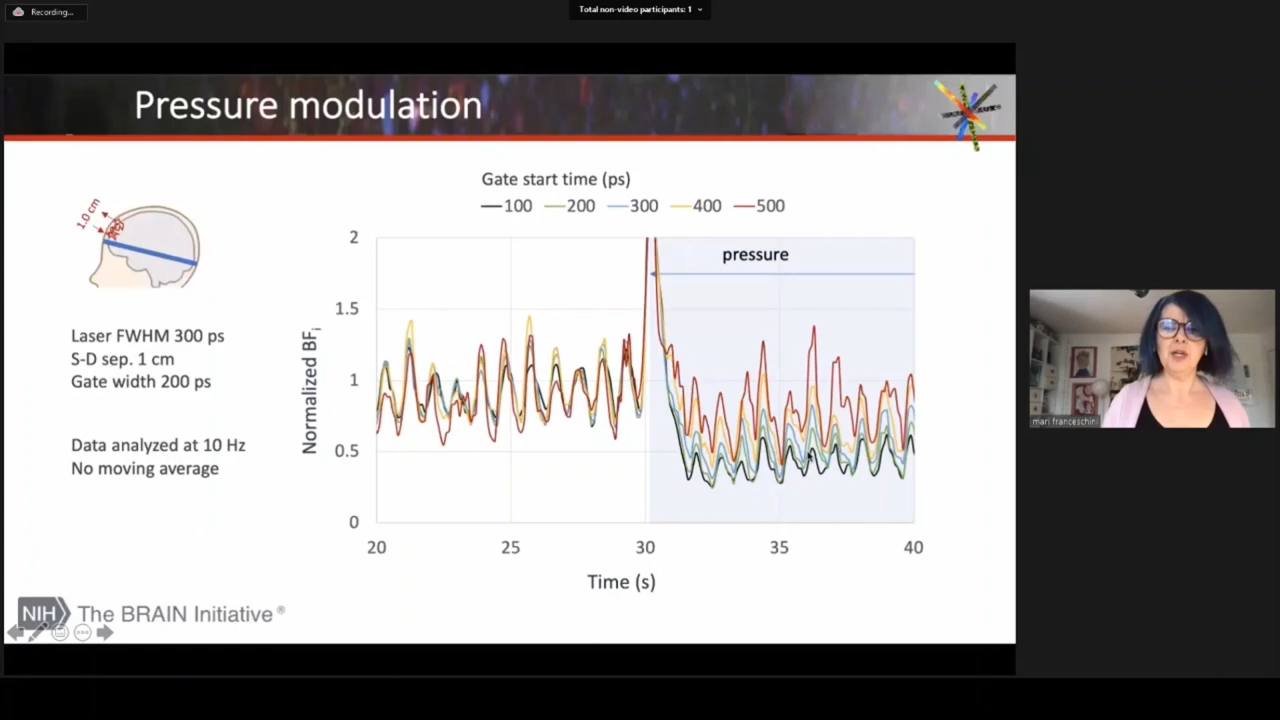 Recording...
Total non-video participants: 1
Pressure modulation
1.0 cm
Laser FWHM 300 ps
S-D sep. 1 cm
Gate width 200 ps
Data analyzed at 10 Hz
No moving average
Gate start time (ps)
100 200 300 400 500
pressure
Normalized BFi
2
1.5
1
0.5
0
20 25 30 35 40
Time (s)
NIH The BRAIN Initiative®
mari franceschini